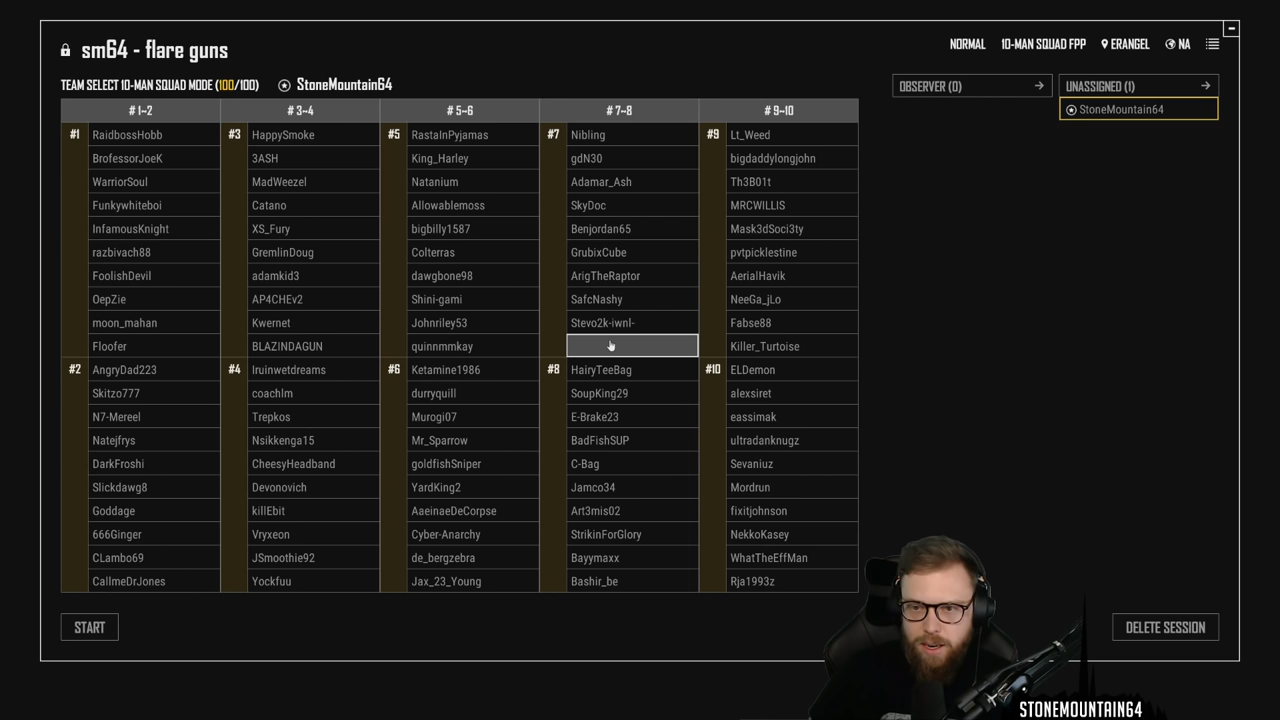 sm64 - flare guns
NORMAL 10-MAN SQUAD FPP ERANGEL NA
TEAM SELECT 10-MAN SQUAD MODE (100/100) StoneMountain64
OBSERVER (0)
UNASSIGNED (1)
StoneMountain64
# 1~2
#1
RaidbossHobb
BrofessorJoeK
WarriorSoul
Funkywhiteboi
InfamousKnight
razbivach88
FoolishDevil
OepZie
moon_mahan
Floofer
#2
AngryDad223
Skitzo777
N7-Mereel
Natejfrys
DarkFroshi
Slickdawg8
Goddage
666Ginger
CLambo69
CallmeDrJones
# 3~4
#3
HappySmoke
3ASH
MadWeezel
Catano
XS_Fury
GremlinDoug
adamkid3
AP4CHEv2
Kwernet
BLAZINDAGUN
#4
Iruinwetdreams
coachlm
Trepkos
Nsikkenga15
CheesyHeadband
Devonovich
killEbit
Vryxeon
JSmoothie92
Yockfuu
# 5~6
#5
RastaInPyjamas
King_Harley
Natanium
Allowablemoss
bigbilly1587
Colterras
dawgbone98
Shini-gami
Johnriley53
quinnmmkay
#6
Ketamine1986
durryquill
Murogi07
Mr_Sparrow
goldfishSniper
YardKing2
AaeinaeDeCorpse
Cyber-Anarchy
de_bergzebra
Jax_23_Young
# 7~8
#7
Nibling
gdN30
Adamar_Ash
SkyDoc
Benjordan65
GrubixCube
ArigTheRaptor
SafcNashy
Stevo2k-iwnl-
#8
HairyTeeBag
SoupKing29
E-Brake23
BadFishSUP
C-Bag
Jamco34
Art3mis02
StrikinForGlory
Bayymaxx
Bashir_be
# 9~10
#9
Lt_Weed
bigdaddylongjohn
Th3B01t
MRCWILLIS
Mask3dSoci3ty
pvtpicklestine
AerialHavik
NeeGa_jLo
Fabse88
Killer_Turtoise
#10
ELDemon
alexsiret
eassimak
ultradanknugz
Sevaniuz
Mordrun
fixitjohnson
NekkoKasey
WhatTheEffMan
Rja1993z
START
DELETE SESSION
STONEMOUNTAIN64